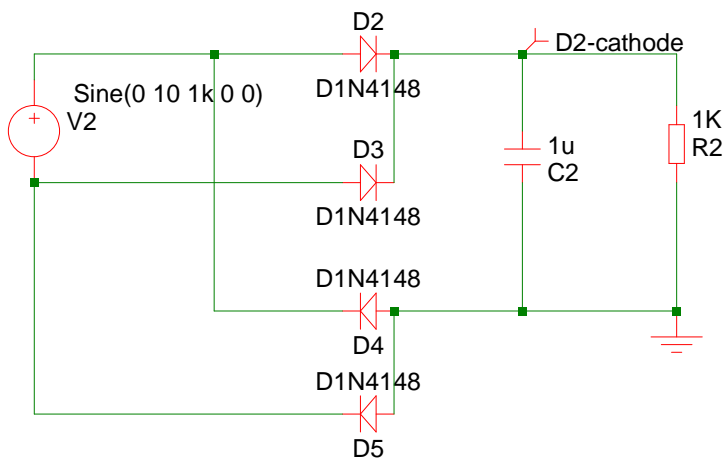 D2
D2-cathode
D1N4148
Sine(0 10 1k 0 0)
V2
D3
D1N4148
1u
C2
1K
R2
D1N4148
D4
D1N4148
D5